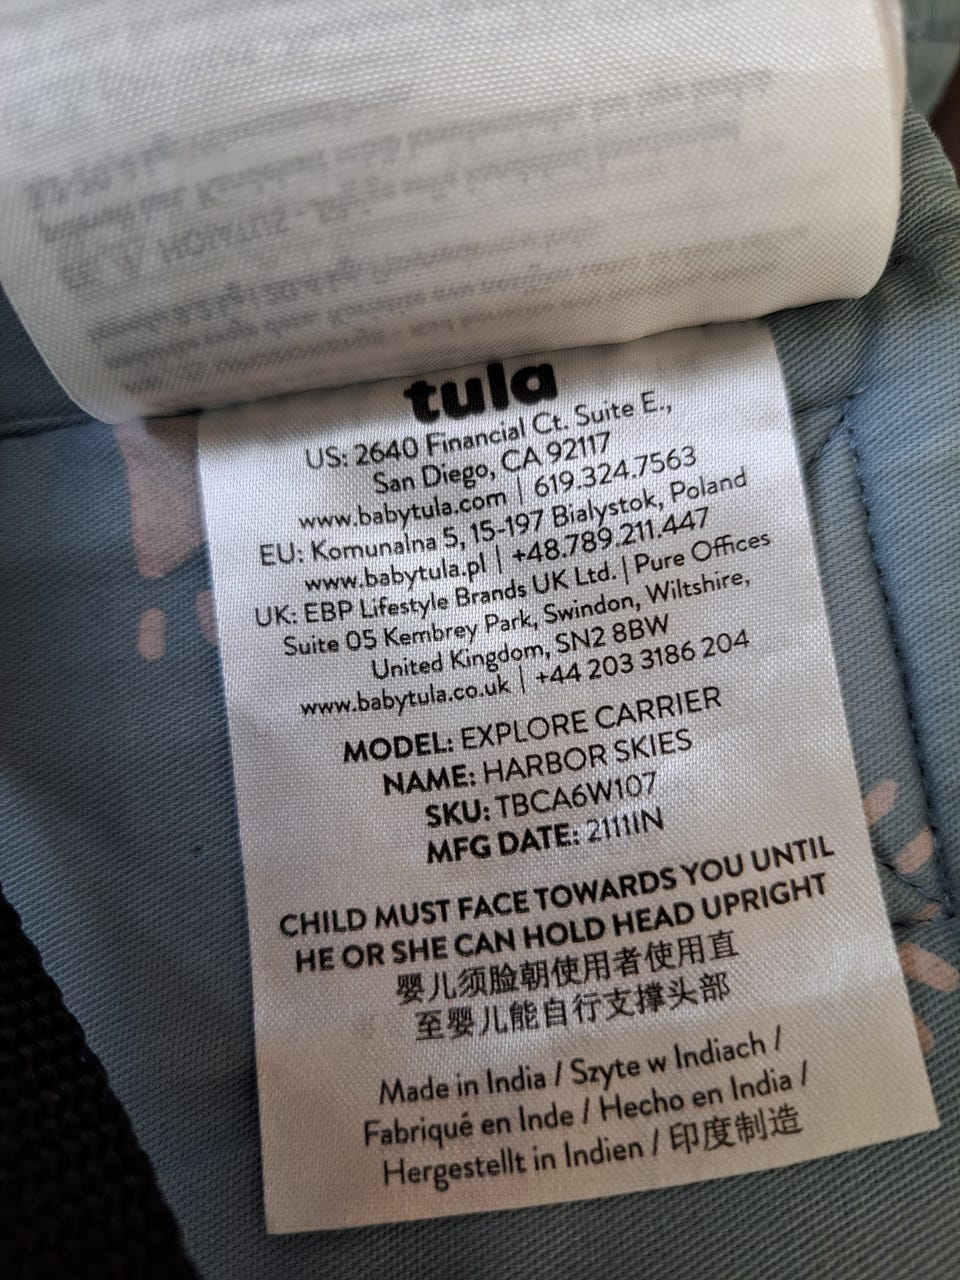 tula
US: 2640 Financial Ct. Suite E.,
San Diego, CA 92117
www.babytula.com | 619.324.7563
EU: Komunalna 5, 15-197 Bialystok, Poland
www.babytula.pl | +48.789.211.447
UK: EBP Lifestyle Brands UK Ltd. | Pure Offices
Suite 05 Kembrey Park, Swindon, Wiltshire,
United Kingdom, SN2 8BW
www.babytula.co.uk | +44 203 3186 204
MODEL: EXPLORE CARRIER
NAME: HARBOR SKIES
SKU: TBCA6W107
MFG DATE: 2111IN
CHILD MUST FACE TOWARDS YOU UNTIL
HE OR SHE CAN HOLD HEAD UPRIGHT
婴儿须脸朝使用者使用直
至婴儿能自行支撑头部
Made in India / Szyte w Indiach /
Fabriqué en Inde / Hecho en India /
Hergestellt in Indien / 印度制造